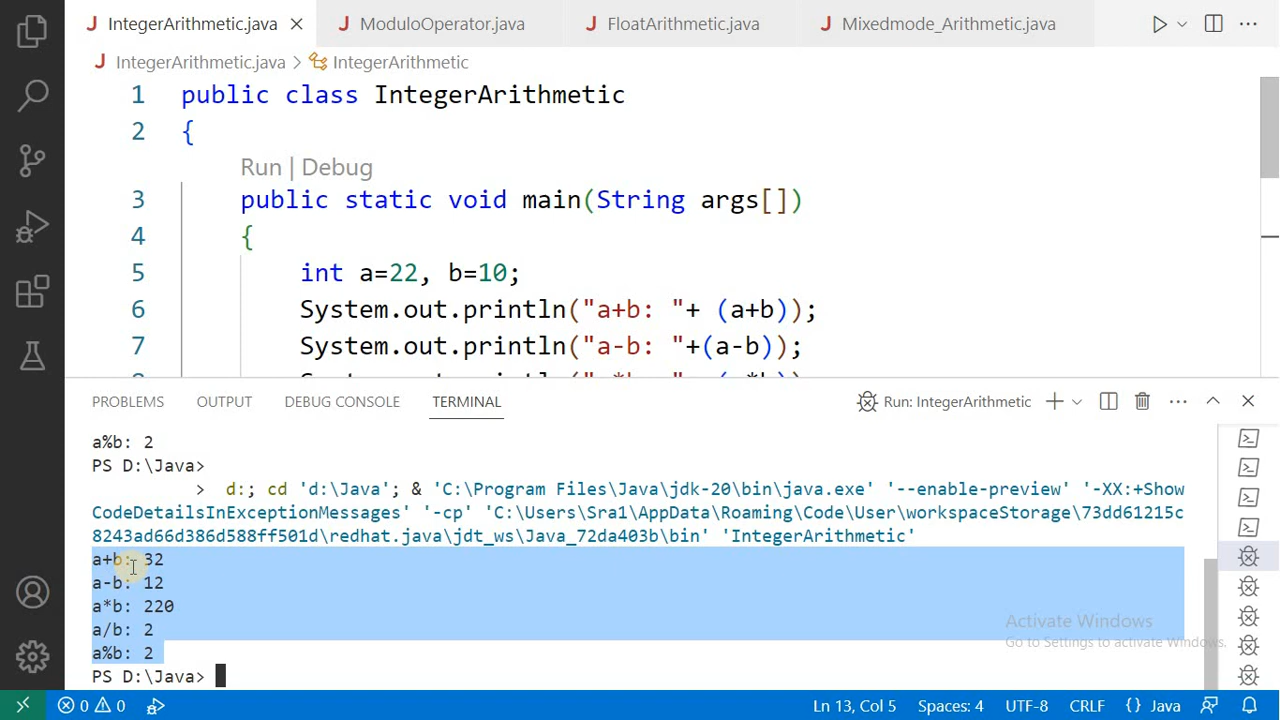 J IntegerArithmetic.java × J ModuloOperator.java J FloatArithmetic.java J Mixedmode_Arithmetic.java
J IntegerArithmetic.java > IntegerArithmetic
1 public class IntegerArithmetic
2 {
Run | Debug
3 public static void main(String args[])
4 {
5 int a=22, b=10;
6 System.out.println("a+b: "+ (a+b));
7 System.out.println("a-b: "+(a-b));
PROBLEMS OUTPUT DEBUG CONSOLE TERMINAL Run: IntegerArithmetic
a%b: 2
PS D:\Java>
> d:; cd 'd:\Java'; & 'C:\Program Files\Java\jdk-20\bin\java.exe' '--enable-preview' '-XX:+Show
CodeDetailsInExceptionMessages' '-cp' 'C:\Users\Sra1\AppData\Roaming\Code\User\workspaceStorage\73dd61215c
8243ad66d386d588ff501d\redhat.java\jdt_ws\Java_72da403b\bin' 'IntegerArithmetic'
a+b: 32
a-b: 12
a*b: 220
a/b: 2
a%b: 2
PS D:\Java>
Activate Windows
Go to Settings to activate Windows.
0 0 Ln 13, Col 5 Spaces: 4 UTF-8 CRLF {} Java